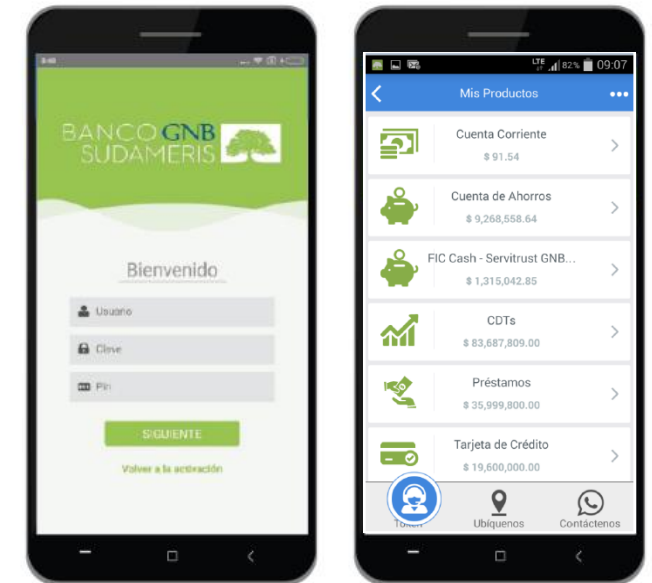 BANCO GNB
SUDAMERIS
Bienvenido
Usuario
Clave
Pin
SIGUIENTE
Volver a la activación
LTE 82% 09:07
Mis Productos
Cuenta Corriente
$ 91.54
Cuenta de Ahorros
$ 9,268,558.64
FIC Cash - Servitrust GNB...
$ 1,315,042.85
CDTs
$ 83,687,809.00
Préstamos
$ 35,999,800.00
Tarjeta de Crédito
$ 19,600,000.00
Token
Ubíquenos
Contáctenos